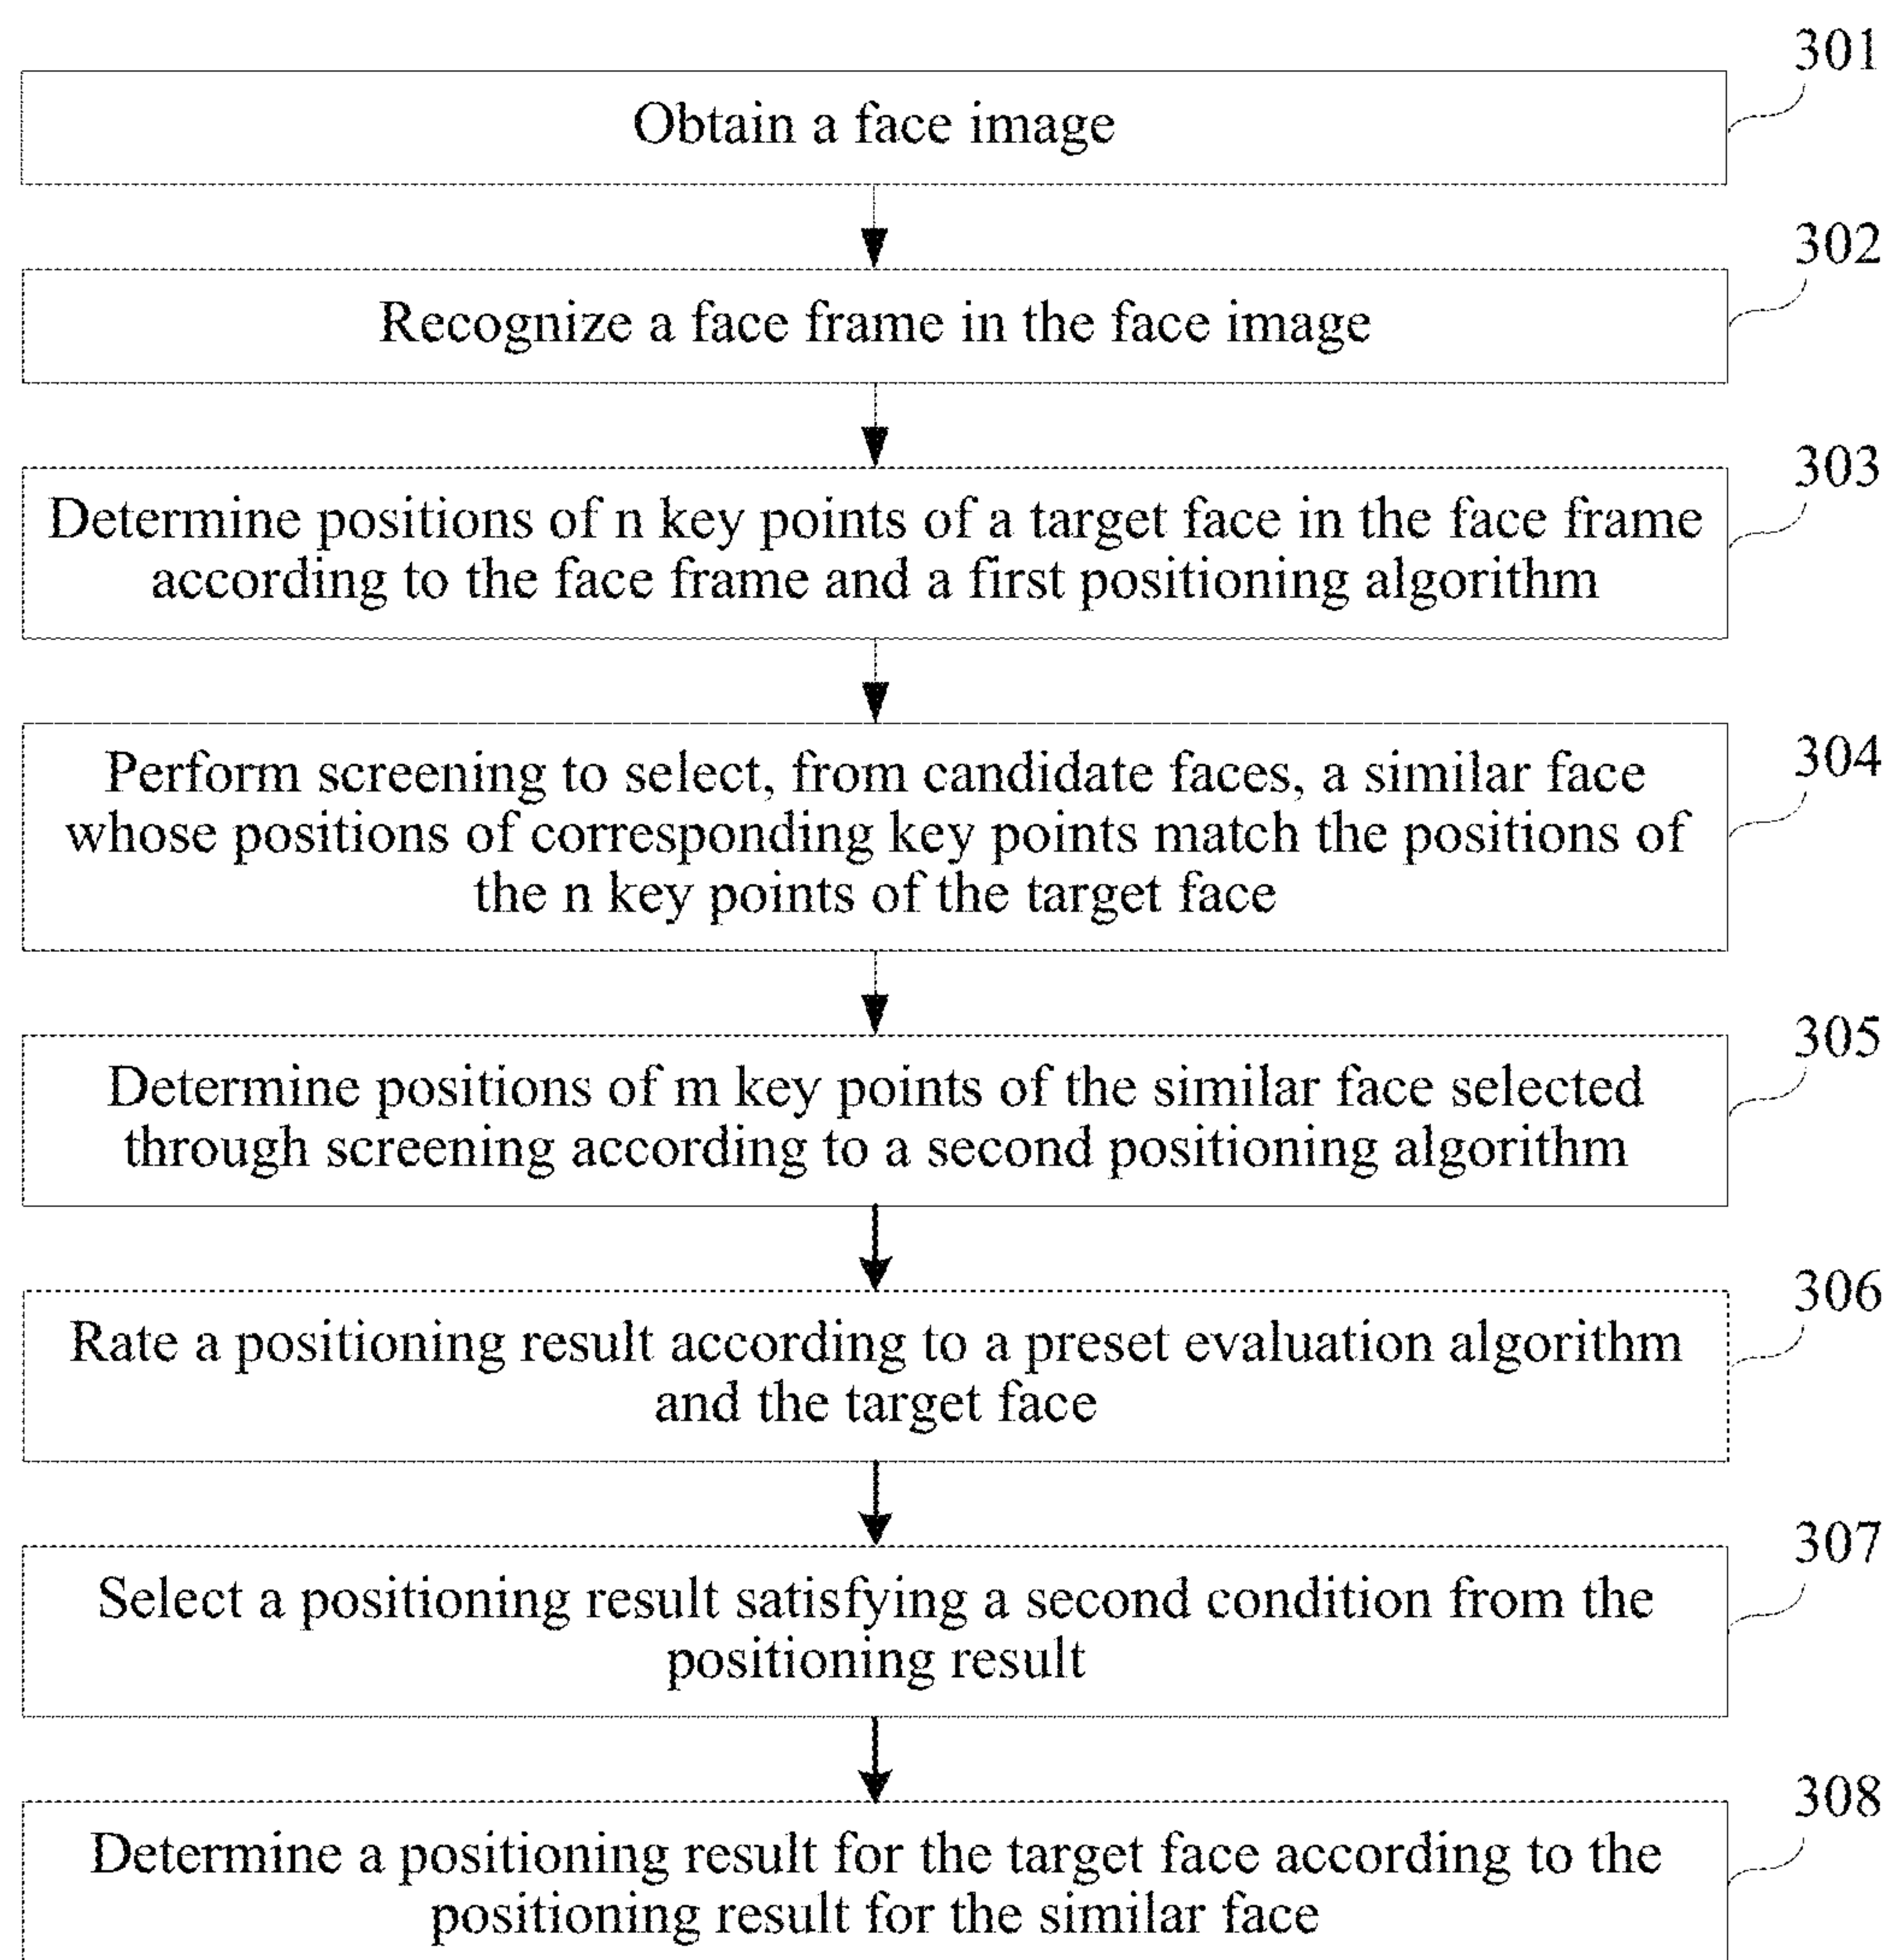 301
Obtain a face image
302
Recognize a face frame in the face image
303
Determine positions of n key points of a target face in the face frame
according to the face frame and a first positioning algorithm
304
Perform screening to select, from candidate faces, a similar face
whose positions of corresponding key points match the positions of
the n key points of the target face
305
Determine positions of m key points of the similar face selected
through screening according to a second positioning algorithm
306
Rate a positioning result according to a preset evaluation algorithm
and the target face
307
Select a positioning result satisfying a second condition from the
positioning result
308
Determine a positioning result for the target face according to the
positioning result for the similar face